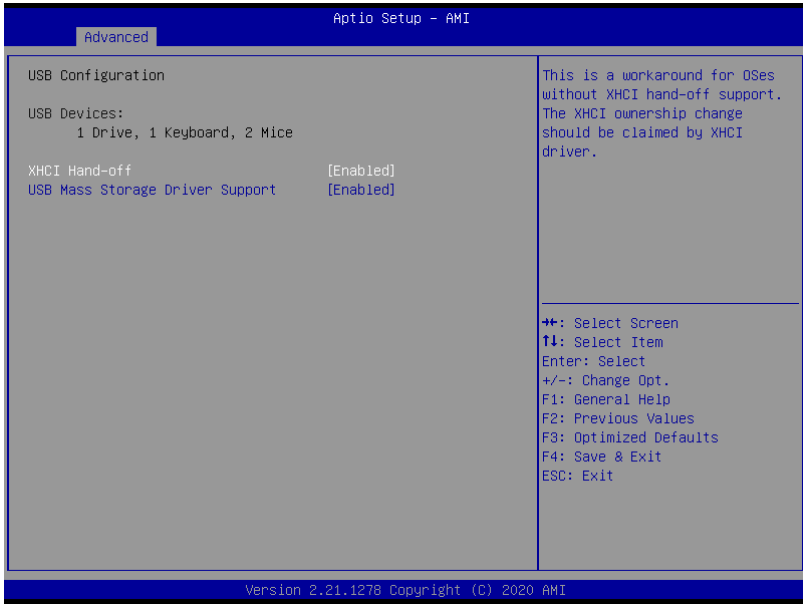 Aptio Setup – AMI
Advanced
USB Configuration
USB Devices:
1 Drive, 1 Keyboard, 2 Mice
XHCI Hand-off [Enabled]
USB Mass Storage Driver Support [Enabled]
This is a workaround for OSes
without XHCI hand-off support.
The XHCI ownership change
should be claimed by XHCI
driver.
→←: Select Screen
↑↓: Select Item
Enter: Select
+/-: Change Opt.
F1: General Help
F2: Previous Values
F3: Optimized Defaults
F4: Save & Exit
ESC: Exit
Version 2.21.1278 Copyright (C) 2020 AMI